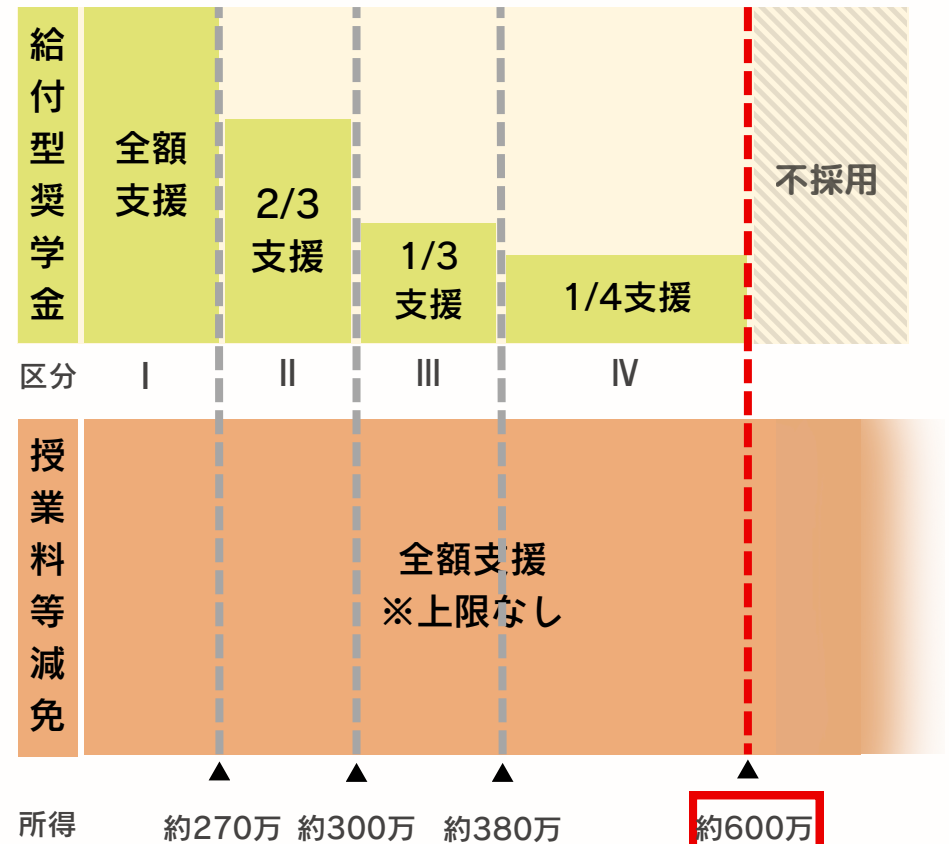 給付型奨学金
全額
支援
2/3
支援
1/3
支援
1/4支援
不採用
区分
Ⅰ
Ⅱ
Ⅲ
Ⅳ
授業料等減免
全額支援
※上限なし
所得
約270万
約300万
約380万
約600万